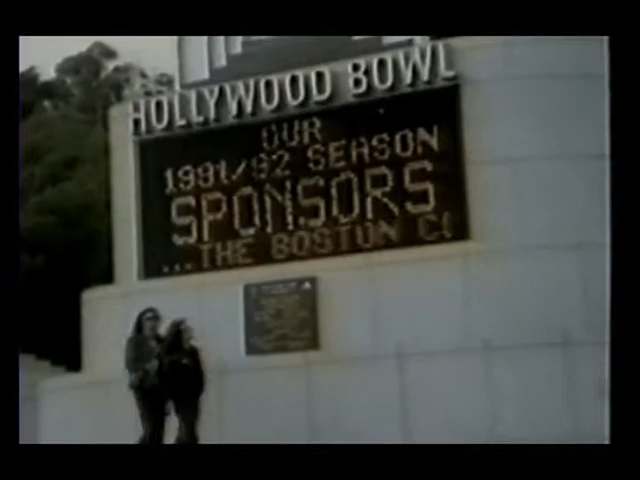 HOLLYWOOD BOWL
OUR
1991/92 SEASON
SPONSORS
...THE BOSTON C